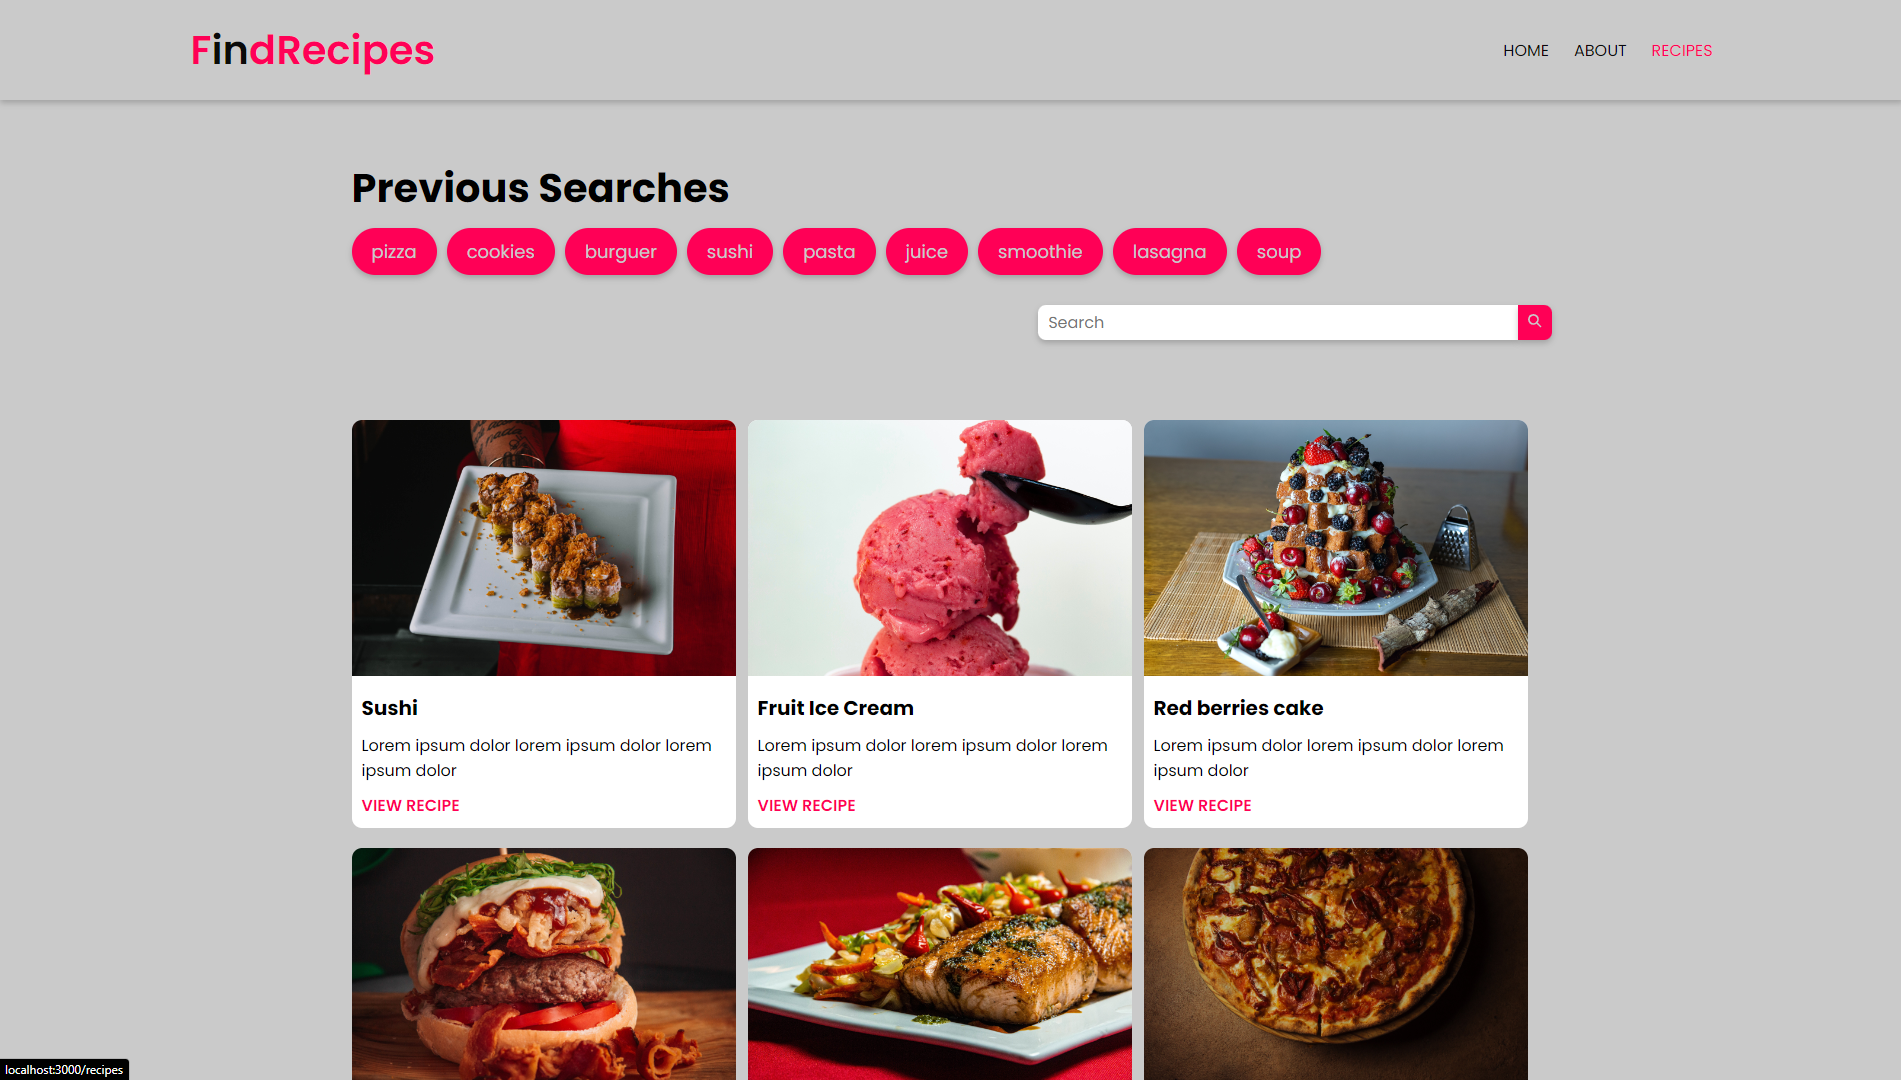 FindRecipes
HOME ABOUT RECIPES
Previous Searches
pizza cookies burguer sushi pasta juice smoothie lasagna soup
Search
Sushi
Lorem ipsum dolor lorem ipsum dolor lorem
ipsum dolor
VIEW RECIPE
Fruit Ice Cream
Lorem ipsum dolor lorem ipsum dolor lorem
ipsum dolor
VIEW RECIPE
Red berries cake
Lorem ipsum dolor lorem ipsum dolor lorem
ipsum dolor
VIEW RECIPE
localhost:3000/recipes